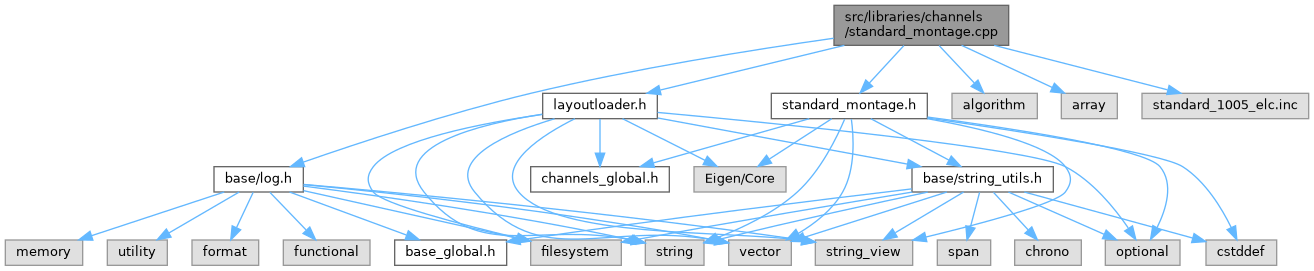 src/libraries/channels
/standard_montage.cpp
layoutloader.h
standard_montage.h
algorithm
array
standard_1005_elc.inc
base/log.h
channels_global.h
Eigen/Core
base/string_utils.h
memory
utility
format
functional
base_global.h
filesystem
string
vector
string_view
span
chrono
optional
cstddef